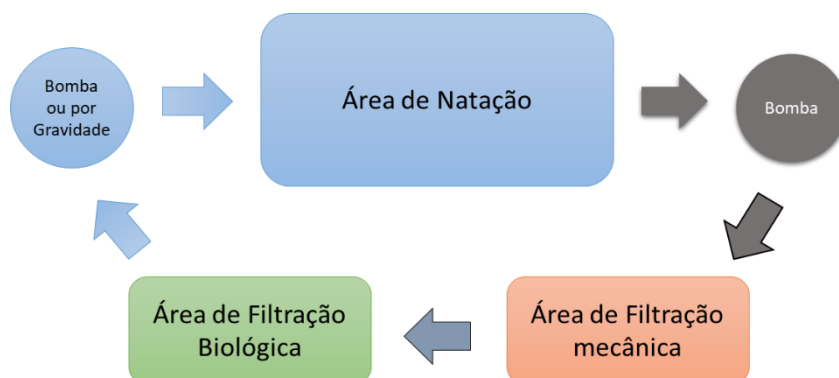 Bomba
ou por
Gravidade
Área de Natação
Bomba
Área de Filtração
Biológica
Área de Filtração
mecânica